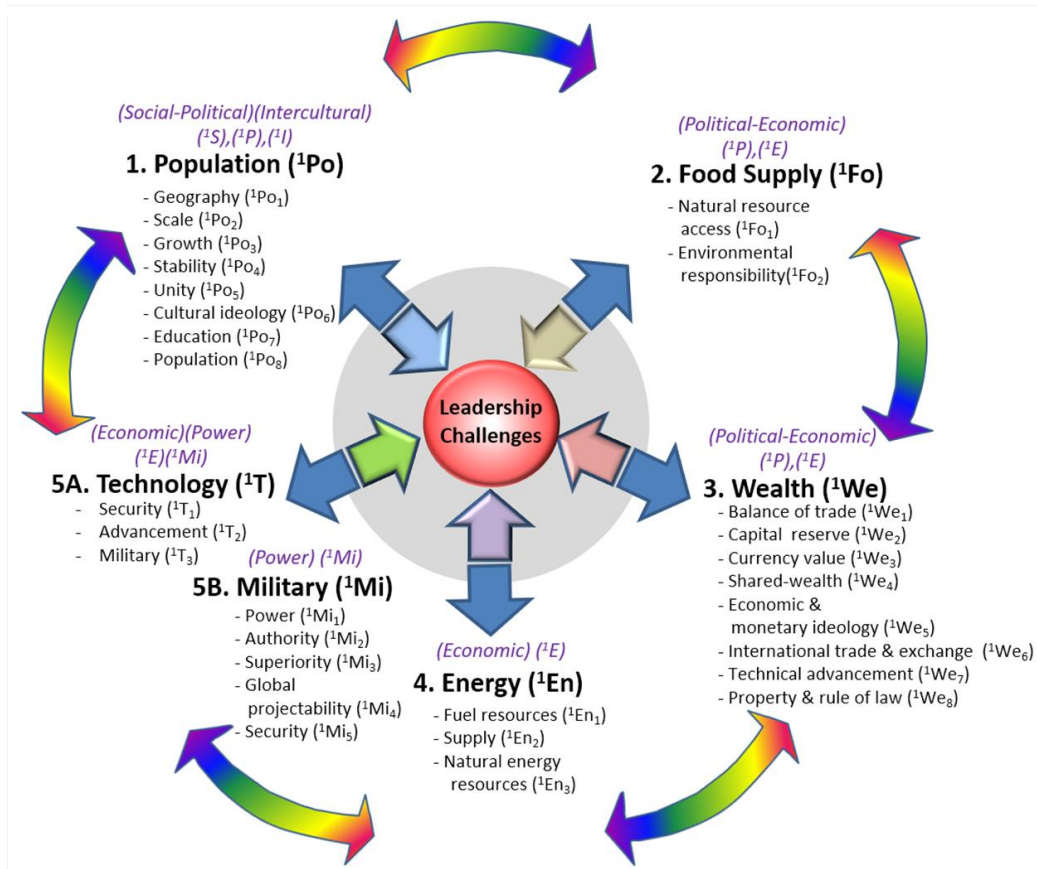 (Social-Political)(Intercultural)
(¹S),(¹P),(¹I)
1. Population (¹Po)
- Geography (¹Po₁)
- Scale (¹Po₂)
- Growth (¹Po₃)
- Stability (¹Po₄)
- Unity (¹Po₅)
- Cultural ideology (¹Po₆)
- Education (¹Po₇)
- Population (¹Po₈)
(Political-Economic)
(¹P),(¹E)
2. Food Supply (¹Fo)
- Natural resource
access (¹Fo₁)
- Environmental
responsibility(¹Fo₂)
Leadership
Challenges
(Political-Economic)
(¹P),(¹E)
3. Wealth (¹We)
- Balance of trade (¹We₁)
- Capital reserve (¹We₂)
- Currency value (¹We₃)
- Shared-wealth (¹We₄)
- Economic &
monetary ideology (¹We₅)
- International trade & exchange (¹We₆)
- Technical advancement (¹We₇)
- Property & rule of law (¹We₈)
(Economic) (¹E)
4. Energy (¹En)
- Fuel resources (¹En₁)
- Supply (¹En₂)
- Natural energy
resources (¹En₃)
(Economic)(Power)
(¹E)(¹Mi)
5A. Technology (¹T)
- Security (¹T₁)
- Advancement (¹T₂)
- Military (¹T₃)
(Power) (¹Mi)
5B. Military (¹Mi)
- Power (¹Mi₁)
- Authority (¹Mi₂)
- Superiority (¹Mi₃)
- Global
projectability (¹Mi₄)
- Security (¹Mi₅)